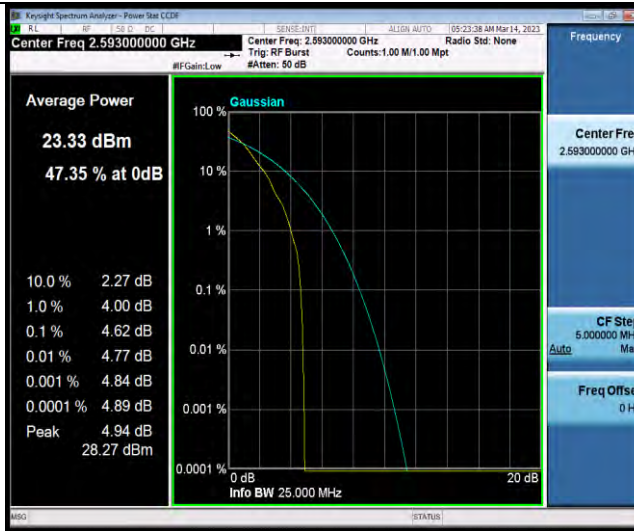 Keysight Spectrum Analyzer - Power Stat CCDF
RL RF 50 Ω DC SENSE:INT ALIGN AUTO 05:23:38 AM Mar 14, 2023
Center Freq 2.593000000 GHz
Center Freq: 2.593000000 GHz Radio Std: None
Trig: RF Burst Counts:1.00 M/1.00 Mpt
#IFGain:Low #Atten: 50 dB
Frequency
Average Power
23.33 dBm
47.35 % at 0dB
10.0 % 2.27 dB
1.0 % 4.00 dB
0.1 % 4.62 dB
0.01 % 4.77 dB
0.001 % 4.84 dB
0.0001 % 4.89 dB
Peak 4.94 dB
28.27 dBm
Gaussian
100 %
10 %
1 %
0.1 %
0.01 %
0.001 %
0.0001 %
0 dB 20 dB
Info BW 25.000 MHz
Center Fre
2.593000000 GH
CF Ste
5.000000 MH
Auto Ma
Freq Offse
0 H
MSG STATUS